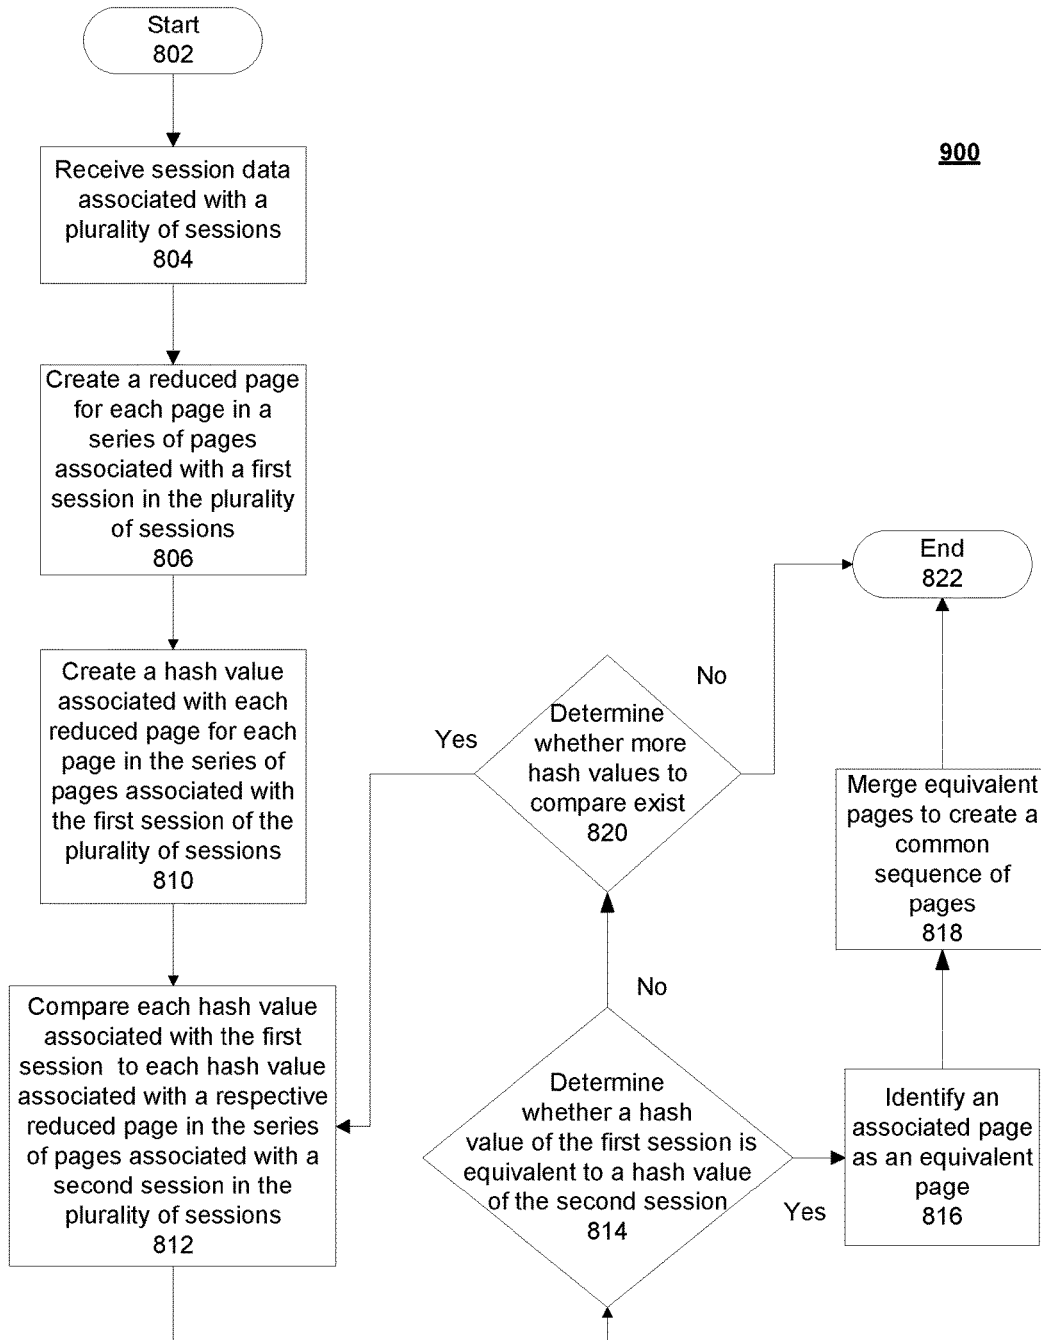 Start
802
900
Receive session data
associated with a
plurality of sessions
804
Create a reduced page
for each page in a
series of pages
associated with a first
session in the plurality
of sessions
806
Create a hash value
associated with each
reduced page for each
page in the series of
pages associated with
the first session of the
plurality of sessions
810
Compare each hash value
associated with the first
session to each hash value
associated with a respective
reduced page in the series
of pages associated with a
second session in the
plurality of sessions
812
Determine
whether a hash
value of the first session is
equivalent to a hash value
of the second session
814
No
Yes
Determine
whether more
hash values to
compare exist
820
Yes
No
Identify an
associated page
as an equivalent
page
816
Merge equivalent
pages to create a
common
sequence of
pages
818
End
822